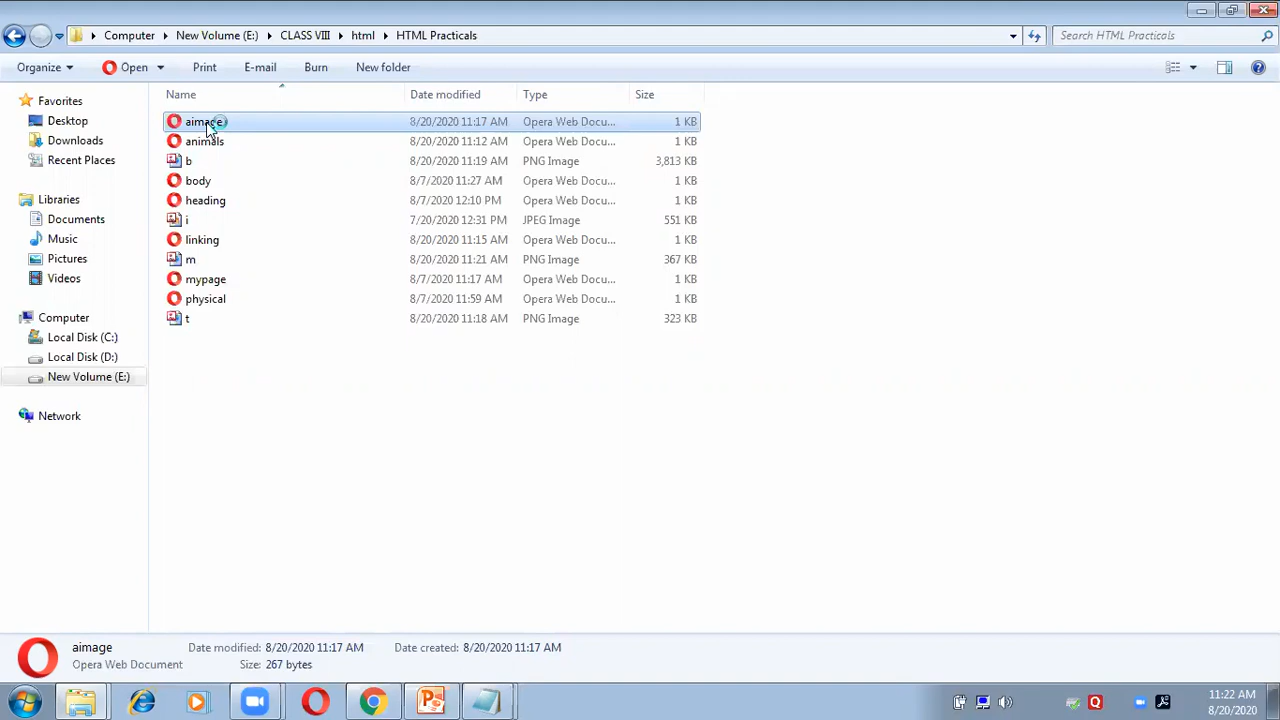 Computer New Volume (E:) CLASS VIII html HTML Practicals Search HTML Practicals
Organize Open Print E-mail Burn New folder
Name Date modified Type Size
Favorites
Desktop
Downloads
Recent Places
Libraries
Documents
Music
Pictures
Videos
Computer
Local Disk (C:)
Local Disk (D:)
New Volume (E:)
Network
aimage 8/20/2020 11:17 AM Opera Web Docu... 1 KB
animals 8/20/2020 11:12 AM Opera Web Docu... 1 KB
b 8/20/2020 11:19 AM PNG Image 3,813 KB
body 8/7/2020 11:27 AM Opera Web Docu... 1 KB
heading 8/7/2020 12:10 PM Opera Web Docu... 1 KB
i 7/20/2020 12:31 PM JPEG Image 551 KB
linking 8/20/2020 11:15 AM Opera Web Docu... 1 KB
m 8/20/2020 11:21 AM PNG Image 367 KB
mypage 8/7/2020 11:17 AM Opera Web Docu... 1 KB
physical 8/7/2020 11:59 AM Opera Web Docu... 1 KB
t 8/20/2020 11:18 AM PNG Image 323 KB
aimage Date modified: 8/20/2020 11:17 AM Date created: 8/20/2020 11:17 AM
Opera Web Document Size: 267 bytes
11:22 AM
8/20/2020